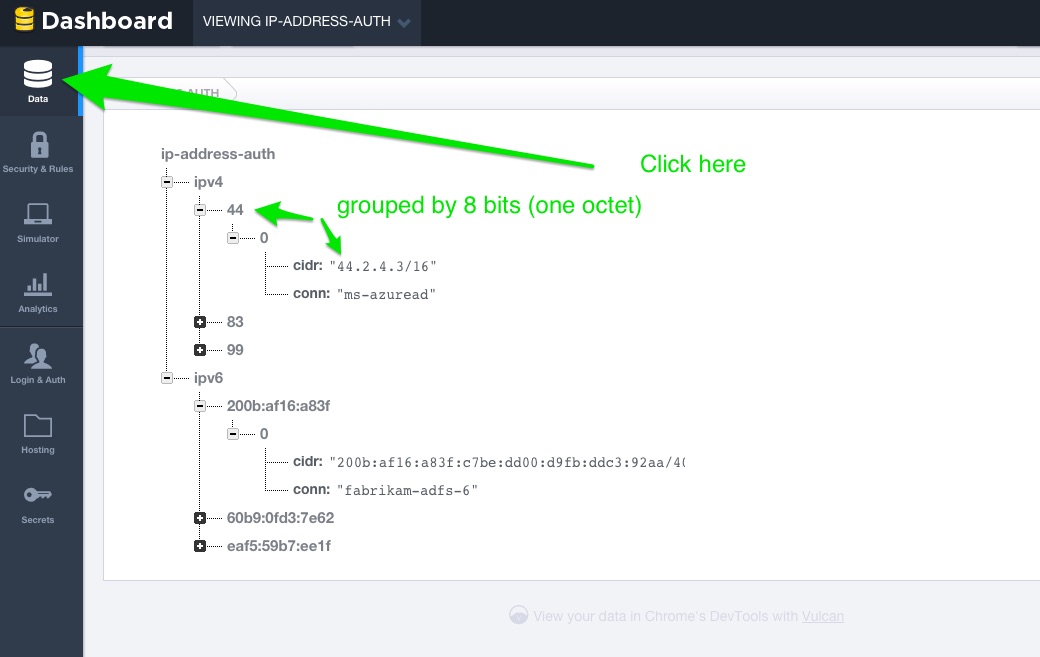 Dashboard
VIEWING IP-ADDRESS-AUTH
Data
Security & Rules
Simulator
Analytics
Login & Auth
Hosting
Secrets
AUTH
Click here
grouped by 8 bits (one octet)
ip-address-auth
ipv4
44
0
cidr: "44.2.4.3/16"
conn: "ms-azuread"
83
99
ipv6
200b:af16:a83f
0
cidr: "200b:af16:a83f:c7be:dd00:d9fb:ddc3:92aa/40
conn: "fabrikam-adfs-6"
60b9:0fd3:7e62
eaf5:59b7:ee1f
View your data in Chrome's DevTools with Vulcan